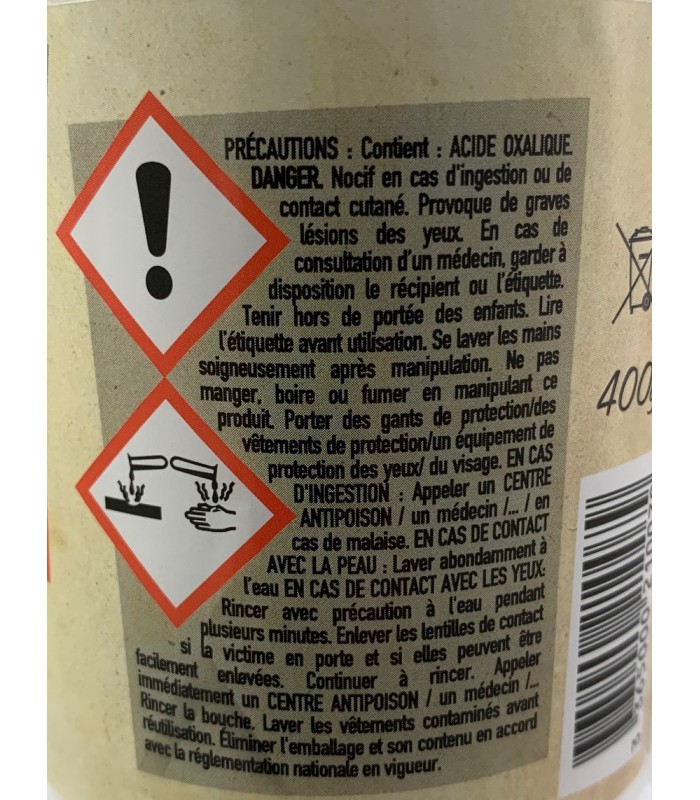 PRÉCAUTIONS : Contient : ACIDE OXALIQUE.
DANGER. Nocif en cas d'ingestion ou de
contact cutané. Provoque de graves
lésions des yeux. En cas de
consultation d'un médecin, garder à
disposition le récipient ou l'étiquette.
Tenir hors de portée des enfants. Lire
l'étiquette avant utilisation. Se laver les mains
soigneusement après manipulation. Ne pas
manger, boire ou fumer en manipulant ce
produit. Porter des gants de protection/des
vêtements de protection/un équipement de
protection des yeux/ du visage. EN CAS
D'INGESTION : Appeler un CENTRE
ANTIPOISON / un médecin /... / en
cas de malaise. EN CAS DE CONTACT
AVEC LA PEAU : Laver abondamment à
l'eau EN CAS DE CONTACT AVEC LES YEUX:
Rincer avec précaution à l'eau pendant
plusieurs minutes. Enlever les lentilles de contact
si la victime en porte et si elles peuvent être
facilement enlevées. Continuer à rincer. Appeler
immédiatement un CENTRE ANTIPOISON / un médecin /...
Rincer la bouche. Laver les vêtements contaminés avant
réutilisation. Éliminer l'emballage et son contenu en accord
avec la réglementation nationale en vigueur.
400g